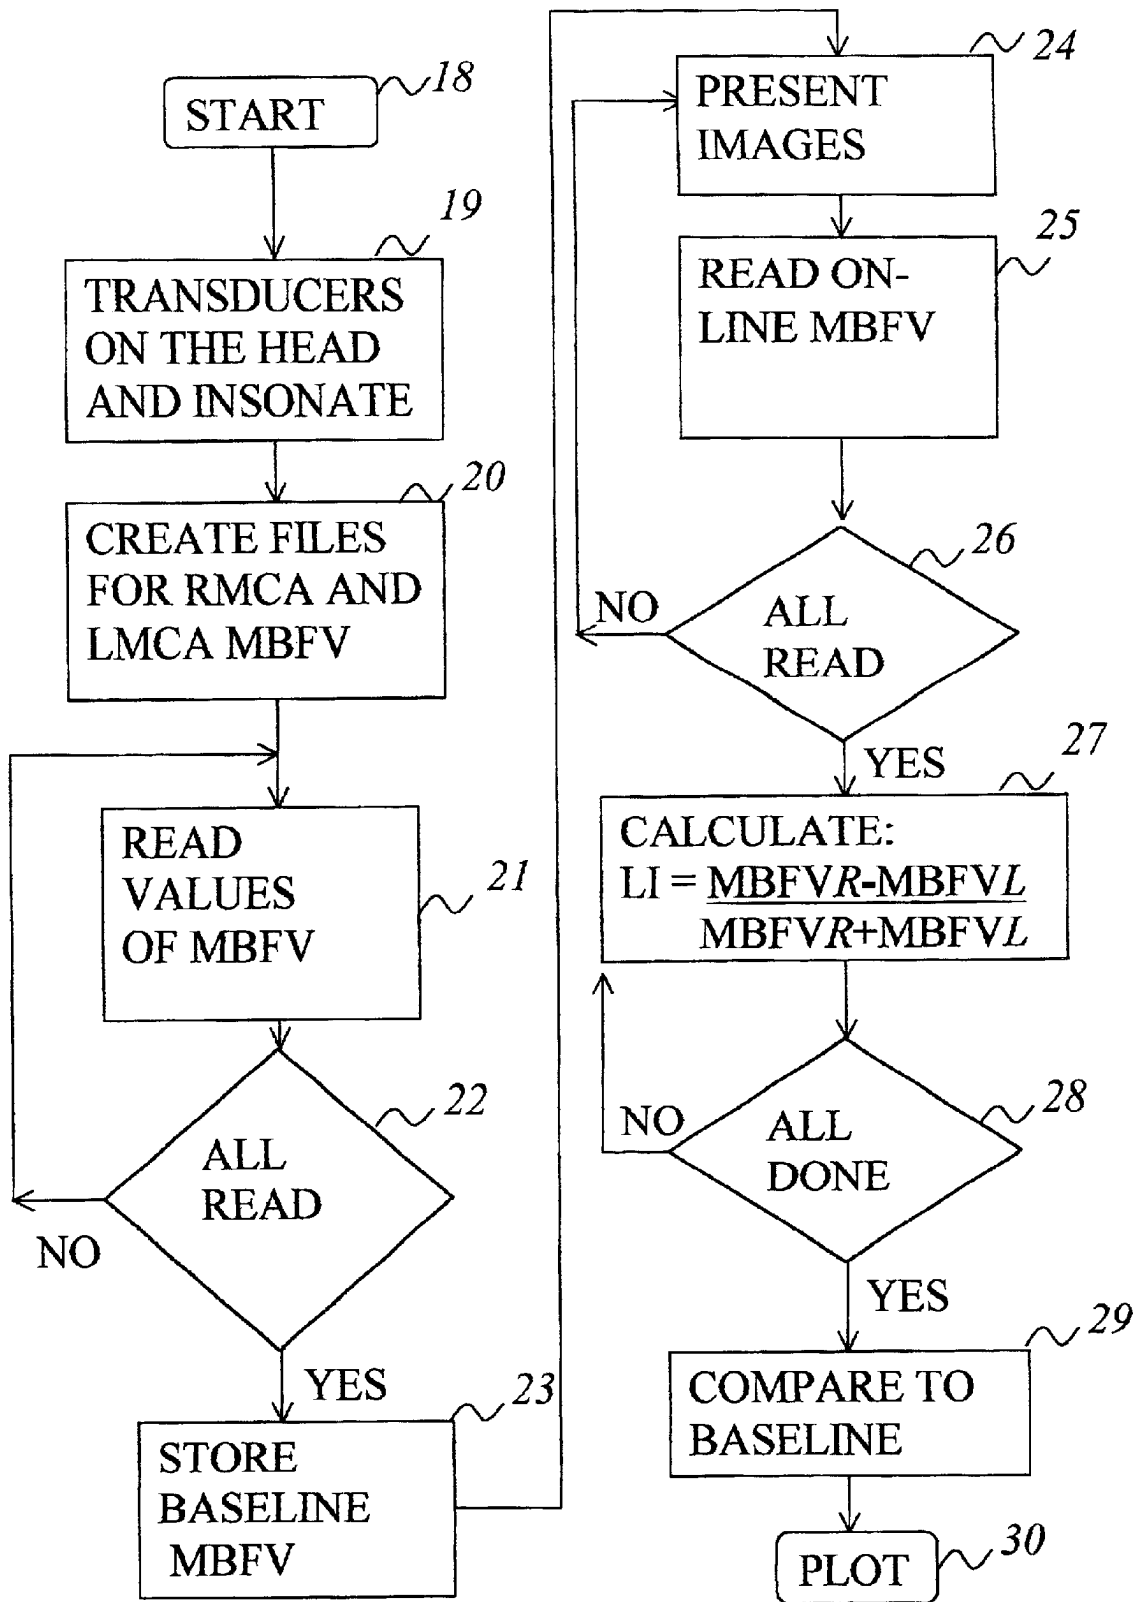 18
START
19
TRANSDUCERS
ON THE HEAD
AND INSONATE
20
CREATE FILES
FOR RMCA AND
LMCA MBFV
READ
VALUES
OF MBFV
21
22
ALL
READ
NO
YES
23
STORE
BASELINE
MBFV
24
PRESENT
IMAGES
25
READ ON-
LINE MBFV
26
ALL
READ
NO
YES
27
CALCULATE:
LI = MBFVR-MBFVL
MBFVR+MBFVL
28
ALL
DONE
NO
YES
29
COMPARE TO
BASELINE
30
PLOT